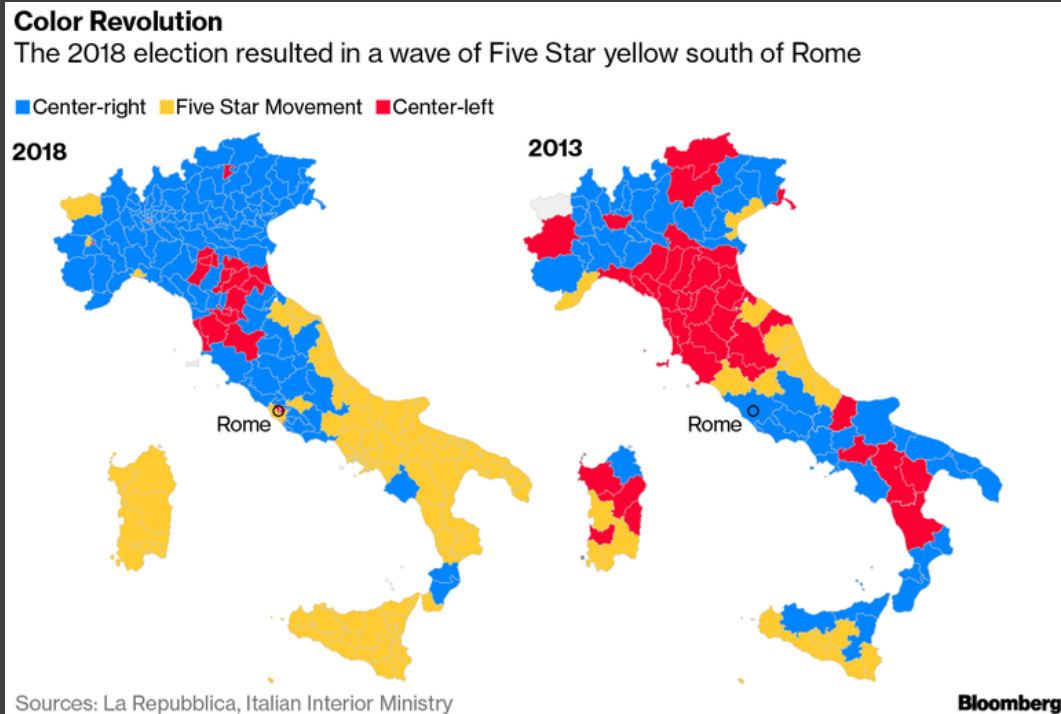 Color Revolution
The 2018 election resulted in a wave of Five Star yellow south of Rome
Center-right Five Star Movement Center-left
2018
2013
Rome
Rome
Sources: La Repubblica, Italian Interior Ministry
Bloomberg